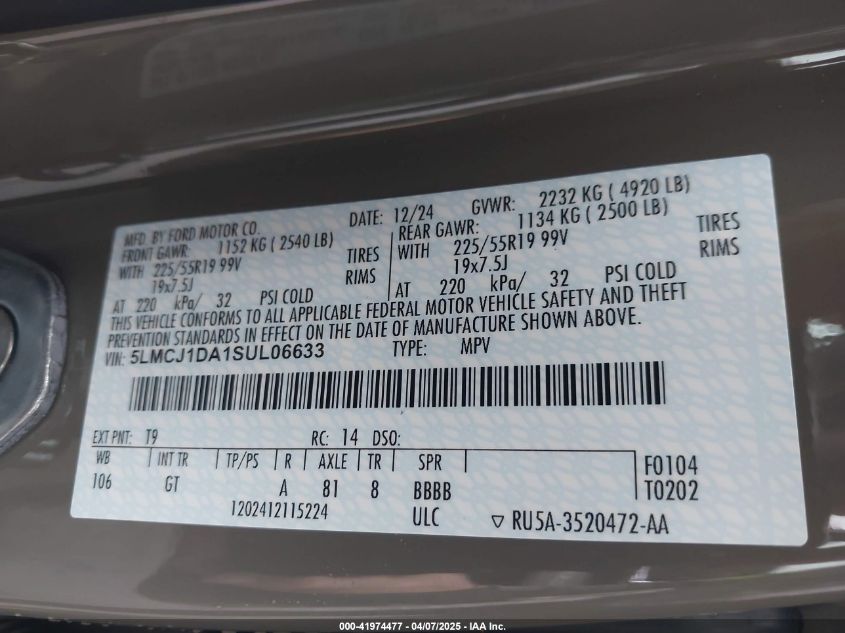 MFD. BY FORD MOTOR CO. DATE: 12/24 GVWR: 2232 KG ( 4920 LB)
FRONT GAWR: 1152 KG ( 2540 LB) REAR GAWR: 1134 KG ( 2500 LB)
WITH 225/55R19 99V TIRES WITH 225/55R19 99V TIRES
19x7.5J RIMS 19x7.5J RIMS
AT 220 kPa/ 32 PSI COLD AT 220 kPa/ 32 PSI COLD
THIS VEHICLE CONFORMS TO ALL APPLICABLE FEDERAL MOTOR VEHICLE SAFETY AND THEFT
PREVENTION STANDARDS IN EFFECT ON THE DATE OF MANUFACTURE SHOWN ABOVE.
VIN: 5LMCJ1DA1SUL06633 TYPE: MPV
EXT PNT: T9 RC: 14 DSO:
WB INT TR TP/PS R AXLE TR SPR F0104
106 GT A 81 8 BBBB T0202
1202412115224 ULC ▽ RU5A-3520472-AA
000-41974477 - 04/07/2025 - IAA Inc.